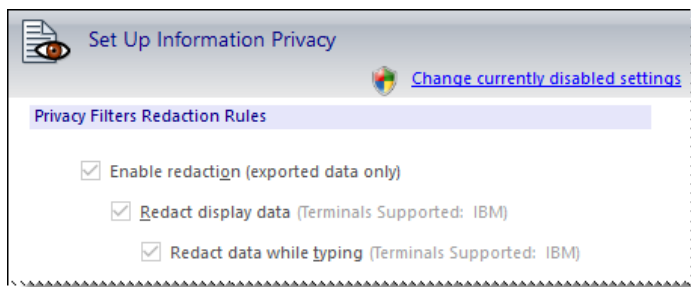 Set Up Information Privacy
Change currently disabled settings
Privacy Filters Redaction Rules
Enable redaction (exported data only)
Redact display data (Terminals Supported: IBM)
Redact data while typing (Terminals Supported: IBM)